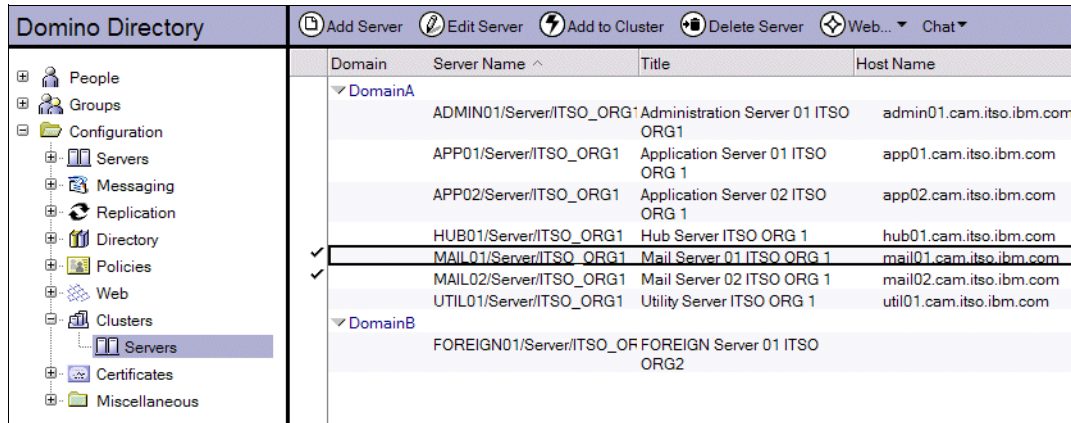 Domino Directory
Add Server Edit Server Add to Cluster Delete Server Web... Chat
People
Groups
Configuration
Servers
Messaging
Replication
Directory
Policies
Web
Clusters
Servers
Certificates
Miscellaneous
Domain Server Name Title Host Name
DomainA
ADMIN01/Server/ITSO_ORG1 Administration Server 01 ITSO admin01.cam.itso.ibm.com
ORG1
APP01/Server/ITSO_ORG1 Application Server 01 ITSO app01.cam.itso.ibm.com
ORG 1
APP02/Server/ITSO_ORG1 Application Server 02 ITSO app02.cam.itso.ibm.com
ORG 1
HUB01/Server/ITSO_ORG1 Hub Server ITSO ORG 1 hub01.cam.itso.ibm.com
MAIL01/Server/ITSO_ORG1 Mail Server 01 ITSO ORG 1 mail01.cam.itso.ibm.com
MAIL02/Server/ITSO_ORG1 Mail Server 02 ITSO ORG 1 mail02.cam.itso.ibm.com
UTIL01/Server/ITSO_ORG1 Utility Server ITSO ORG 1 util01.cam.itso.ibm.com
DomainB
FOREIGN01/Server/ITSO_OR FOREIGN Server 01 ITSO
ORG2